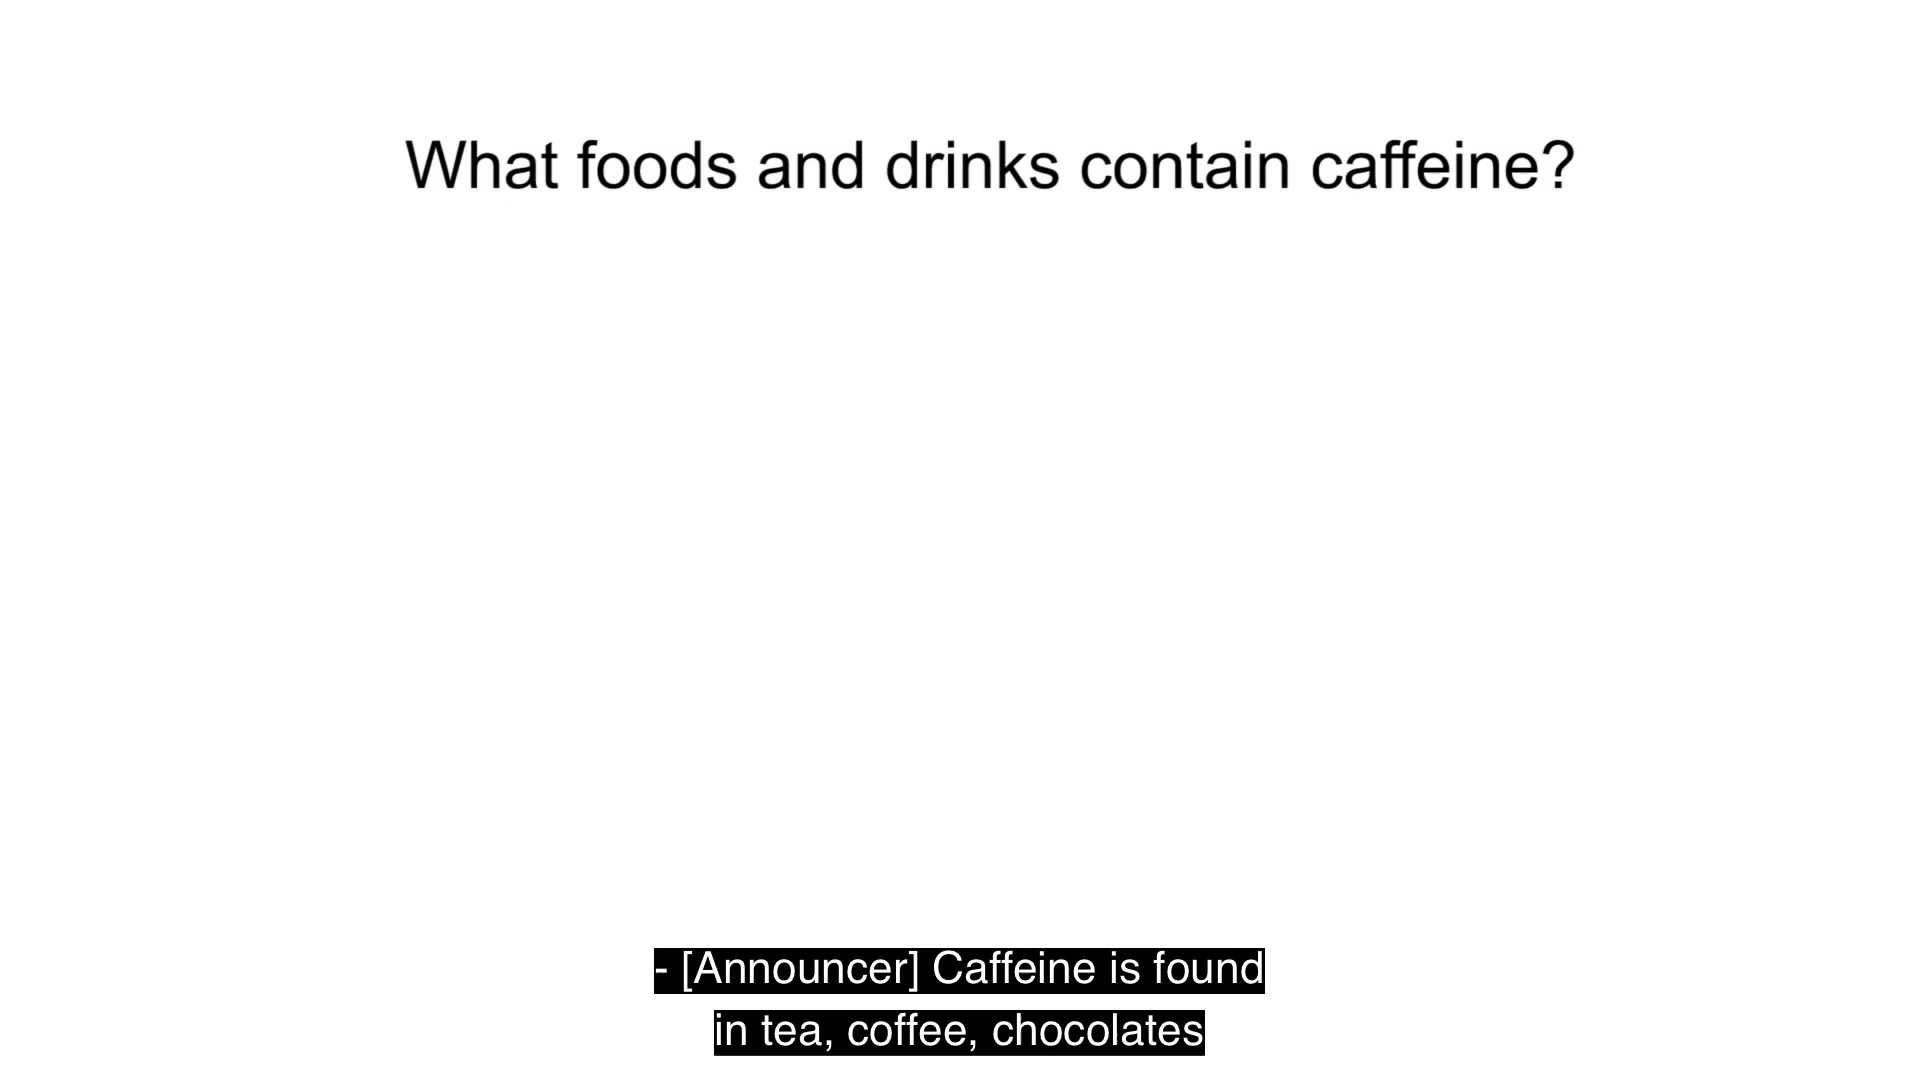 What foods and drinks contain caffeine?
- [Announcer] Caffeine is found
in tea, coffee, chocolates